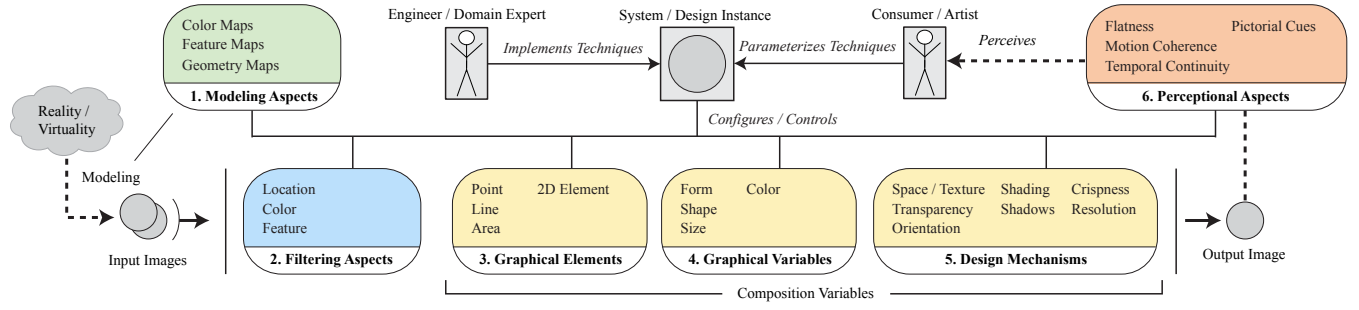 Color Maps
Feature Maps
Geometry Maps
1. Modeling Aspects
Engineer / Domain Expert
Implements Techniques
System / Design Instance
Parameterizes Techniques
Consumer / Artist
Perceives
Configures / Controls
Flatness Pictorial Cues
Motion Coherence
Temporal Continuity
6. Perceptional Aspects
Reality /
Virtuality
Modeling
Input Images
Location
Color
Feature
2. Filtering Aspects
Point 2D Element
Line
Area
3. Graphical Elements
Form Color
Shape
Size
4. Graphical Variables
Space / Texture Shading Crispness
Transparency Shadows Resolution
Orientation
5. Design Mechanisms
Output Image
Composition Variables